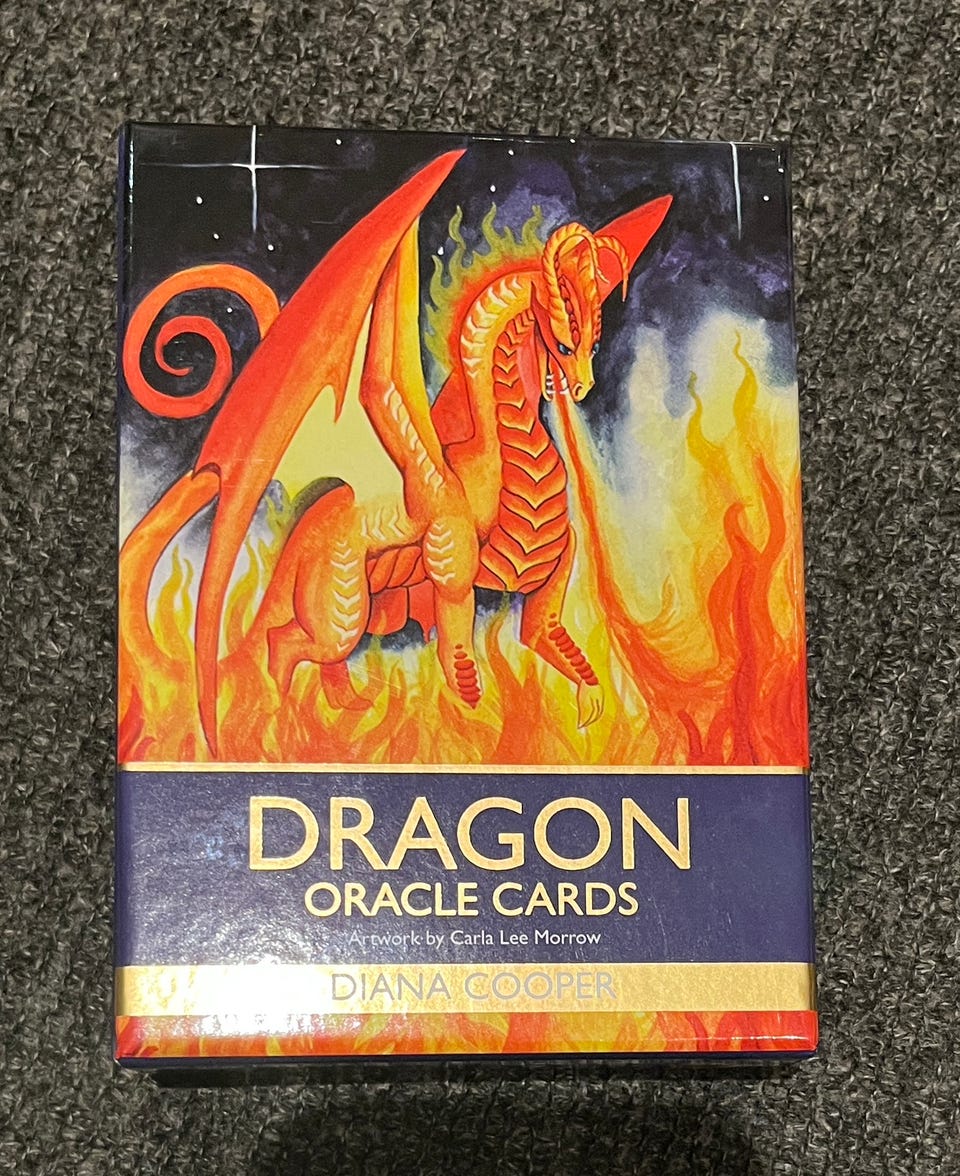 DRAGON
ORACLE CARDS
Artwork by Carla Lee Morrow
DIANA COOPER